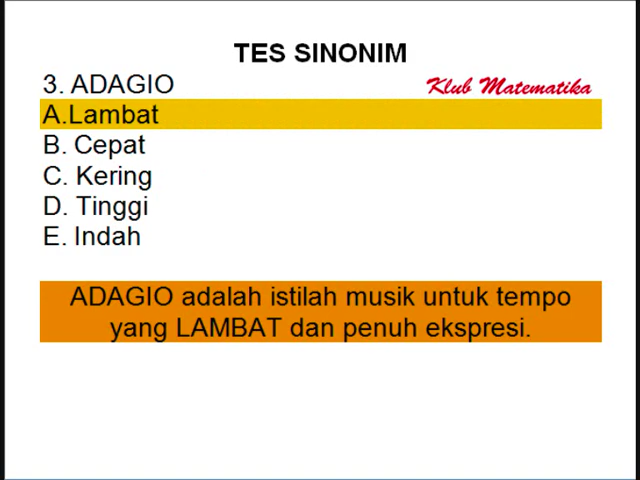 TES SINONIM
3. ADAGIO
Klub Matematika
A.Lambat
B. Cepat
C. Kering
D. Tinggi
E. Indah
ADAGIO adalah istilah musik untuk tempo
yang LAMBAT dan penuh ekspresi.